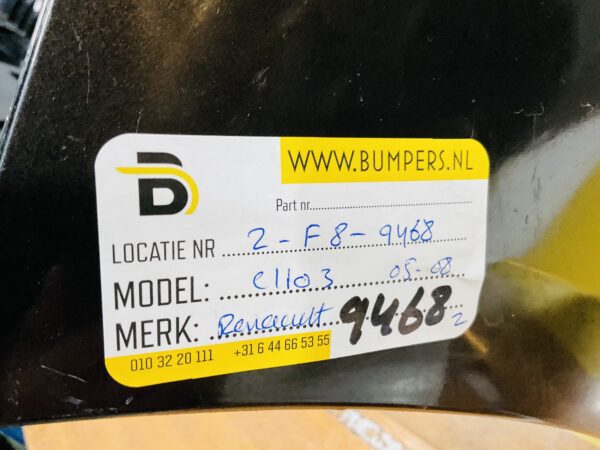 WWW.BUMPERS.NL
B
Part nr.
LOCATIE NR 2-F8-9468
MODEL: Clio 3 05-08
MERK: Renault 9468 2
010 32 20 111 +31 6 44 66 53 55